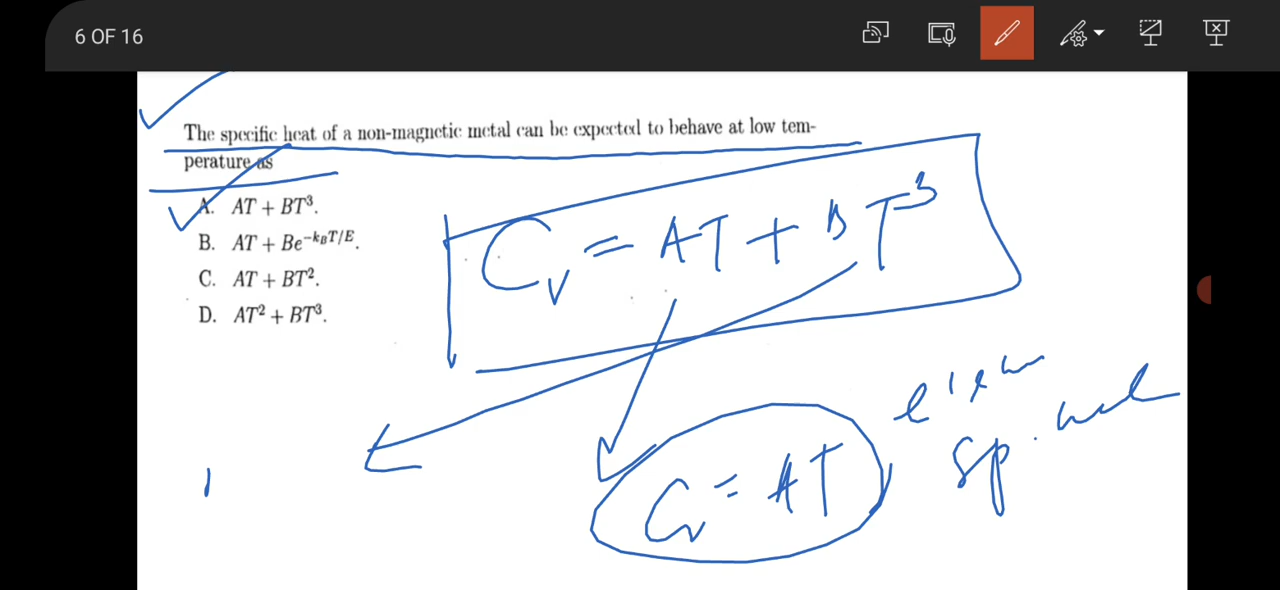 6 OF 16
The specific heat of a non-magnetic metal can be expected to behave at low tem-
perature as
A. AT + BT³.
B. AT + Be^{-k_BT/E}.
C. AT + BT².
D. AT² + BT³.
C_V = AT + BT³
C_V = AT
Sp.